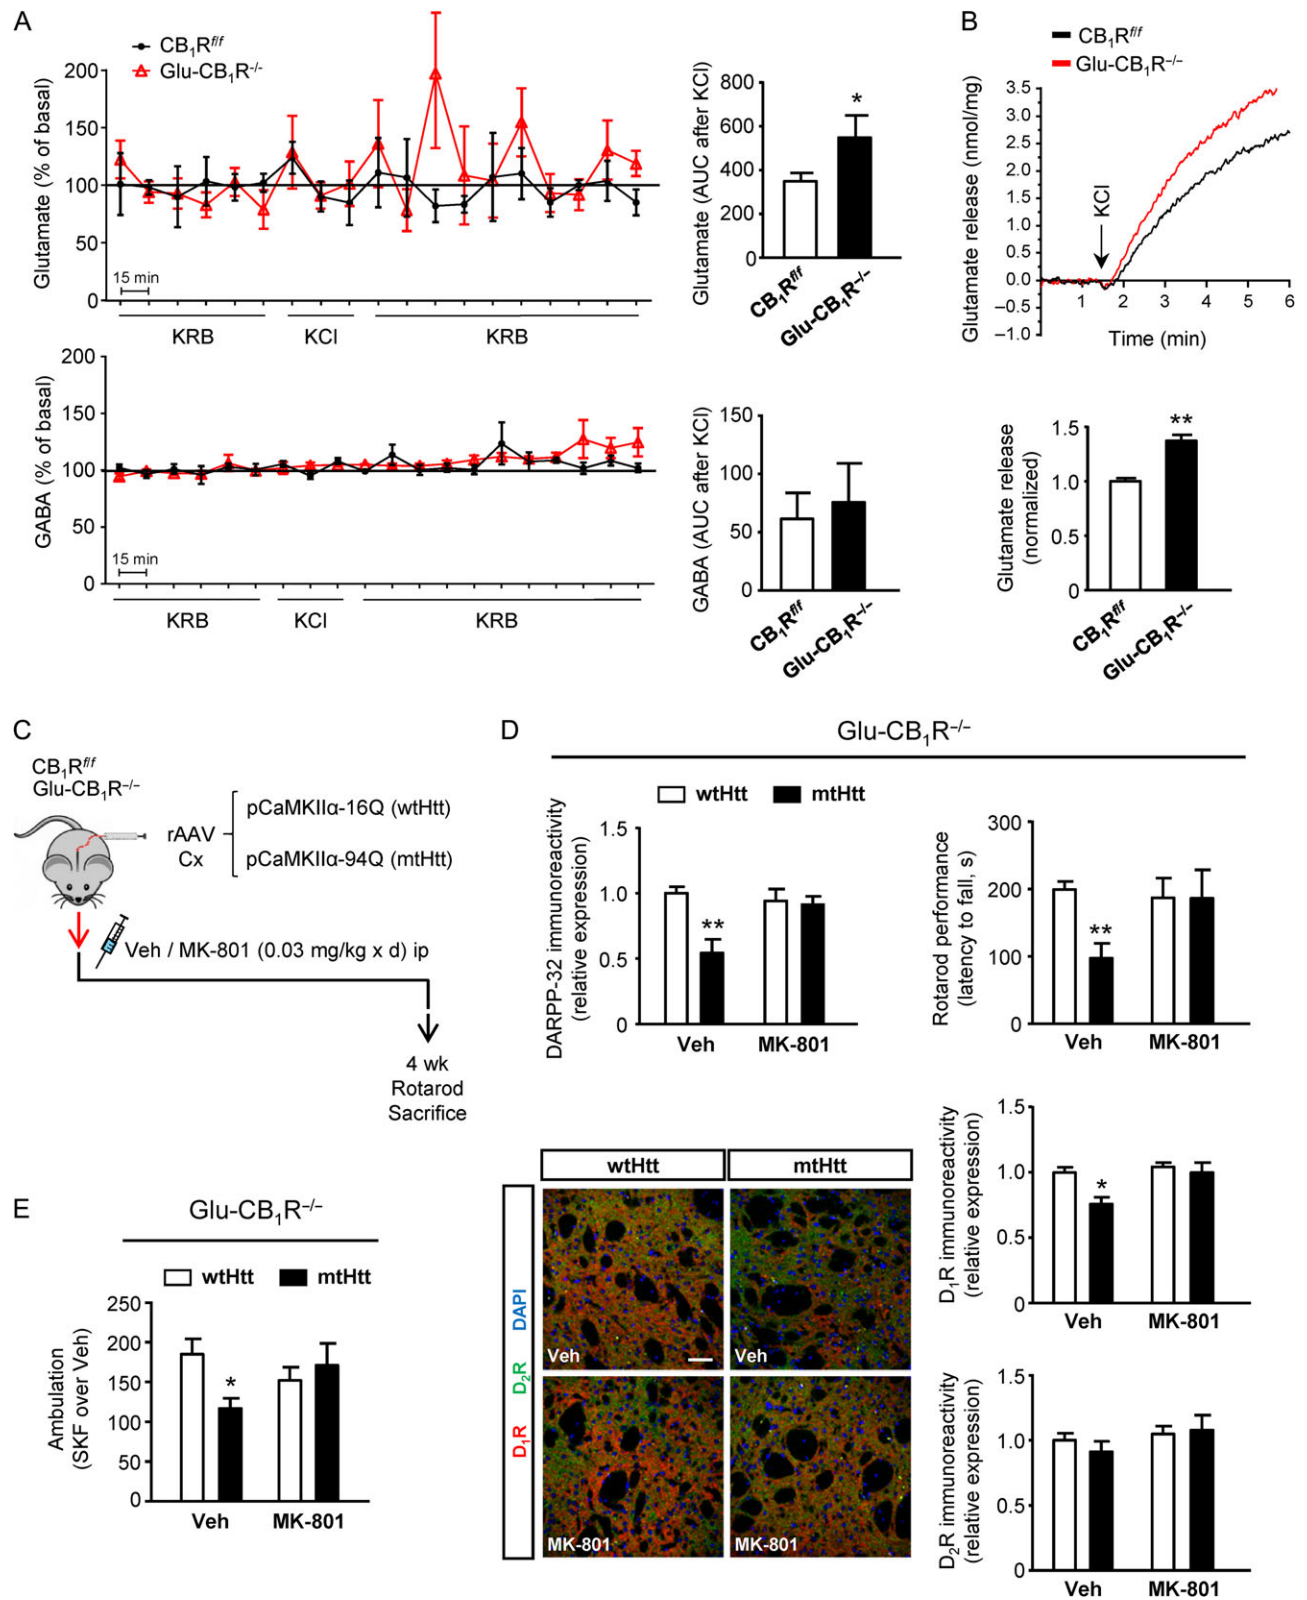 A
CB₁Rf/f
Glu-CB₁R⁻/⁻
Glutamate (% of basal)
200
150
100
50
0
15 min
KRB
KCl
KRB
Glutamate (AUC after KCl)
800
600
400
200
0
*
CB₁Rf/f
Glu-CB₁R⁻/⁻
B
CB₁Rf/f
Glu-CB₁R⁻/⁻
Glutamate release (nmol/mg)
3.5
3.0
2.5
2.0
1.5
1.0
0.5
0.0
–0.5
–1.0
KCl
1 2 3 4 5 6
Time (min)
GABA (% of basal)
200
150
100
50
0
15 min
KRB
KCl
KRB
GABA (AUC after KCl)
150
100
50
0
CB₁Rf/f
Glu-CB₁R⁻/⁻
Glutamate release
(normalized)
1.5
1.0
0.5
0
**
CB₁Rf/f
Glu-CB₁R⁻/⁻
C
CB₁Rf/f
Glu-CB₁R⁻/⁻
rAAV
Cx
pCaMKIIα-16Q (wtHtt)
pCaMKIIα-94Q (mtHtt)
Veh / MK-801 (0.03 mg/kg x d) ip
4 wk
Rotarod
Sacrifice
D
Glu-CB₁R⁻/⁻
wtHtt mtHtt
DARPP-32 immunoreactivity
(relative expression)
1.5
1.0
0.5
0
**
Veh MK-801
Rotarod performance
(latency to fall, s)
300
200
100
0
**
Veh MK-801
wtHtt mtHtt
D₁R D₂R DAPI
Veh
Veh
MK-801
MK-801
D₁R immunoreactivity
(relative expression)
1.5
1.0
0.5
0
*
Veh MK-801
D₂R immunoreactivity
(relative expression)
1.5
1.0
0.5
0
Veh MK-801
E
Glu-CB₁R⁻/⁻
wtHtt mtHtt
Ambulation
(SKF over Veh)
250
200
150
100
50
0
*
Veh MK-801